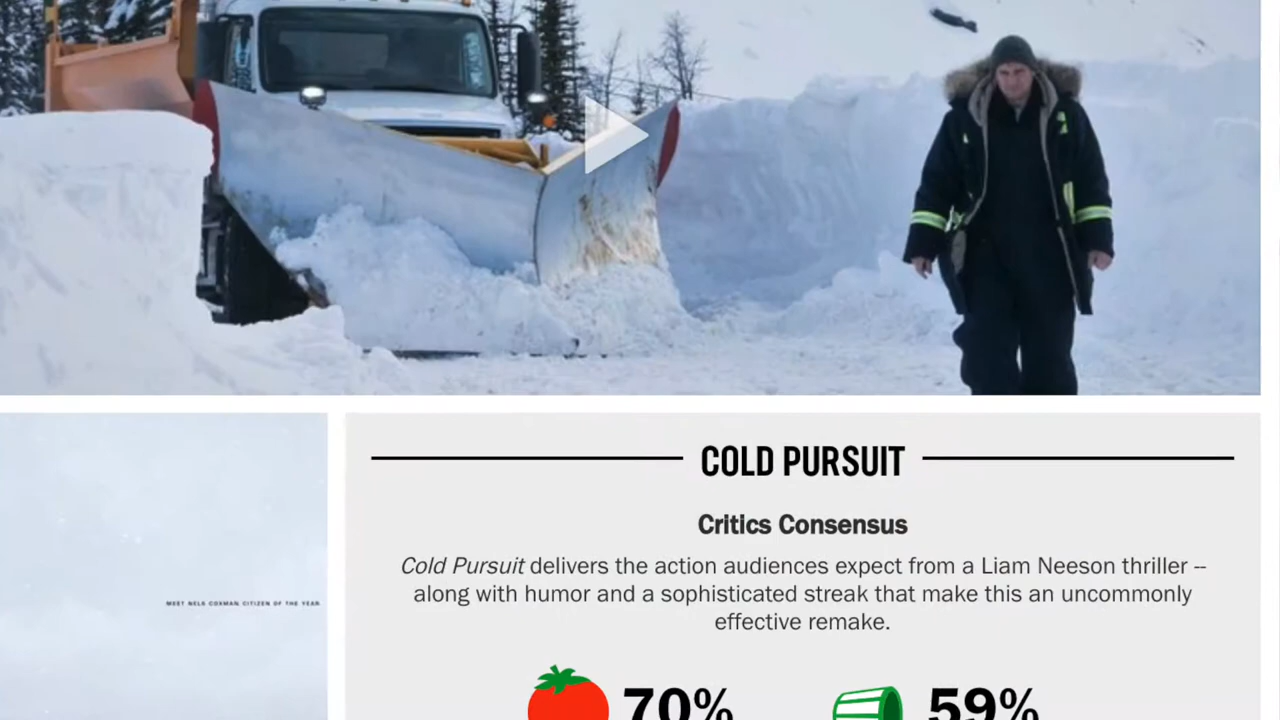 COLD PURSUIT
Critics Consensus
Cold Pursuit delivers the action audiences expect from a Liam Neeson thriller --
along with humor and a sophisticated streak that make this an uncommonly
effective remake.
MEET NELS COXMAN CITIZEN OF THE YEAR
70%
59%